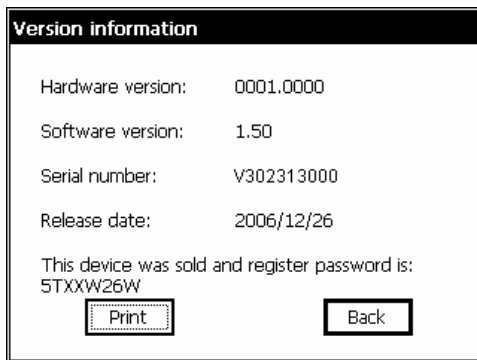 Version information
Hardware version: 0001.0000
Software version: 1.50
Serial number: V302313000
Release date: 2006/12/26
This device was sold and register password is:
5TXXW26W
Print Back